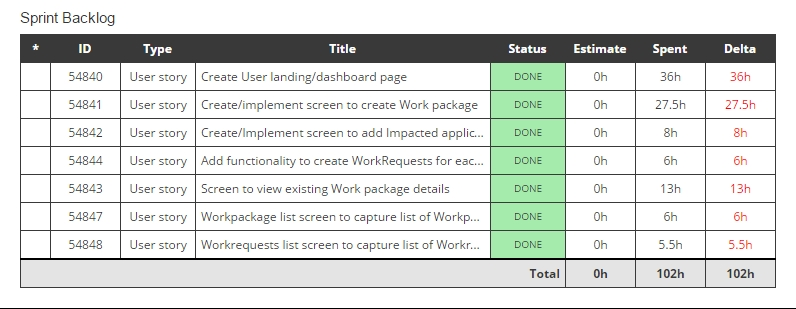 Sprint Backlog
* ID Type Title Status Estimate Spent Delta
54840 User story Create User landing/dashboard page DONE 0h 36h 36h
54841 User story Create/implement screen to create Work package DONE 0h 27.5h 27.5h
54842 User story Create/Implement screen to add Impacted applic... DONE 0h 8h 8h
54844 User story Add functionality to create WorkRequests for eac... DONE 0h 6h 6h
54843 User story Screen to view existing Work package details DONE 0h 13h 13h
54847 User story Workpackage list screen to capture list of Workp... DONE 0h 6h 6h
54848 User story Workrequests list screen to capture list of Workr... DONE 0h 5.5h 5.5h
Total 0h 102h 102h